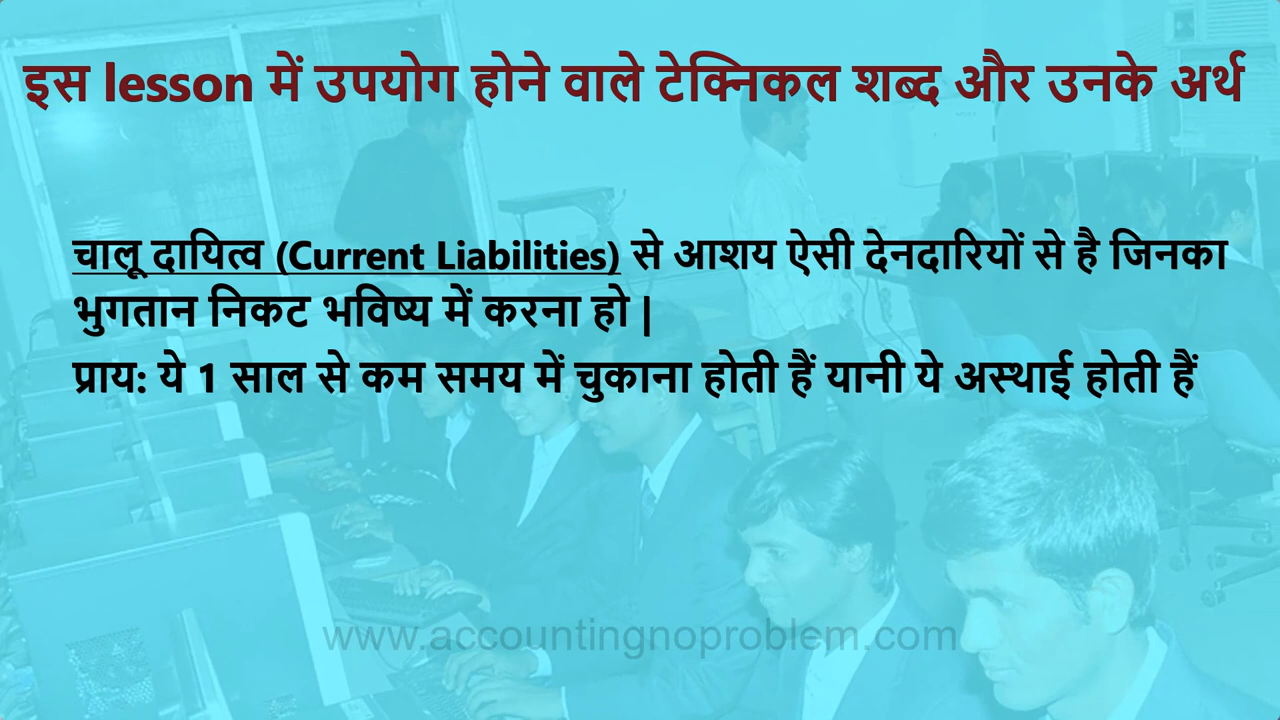 इस lesson में उपयोग होने वाले टेक्निकल शब्द और उनके अर्थ
चालू दायित्व (Current Liabilities) से आशय ऐसी देनदारियों से है जिनका
भुगतान निकट भविष्य में करना हो |
प्राय: ये 1 साल से कम समय में चुकाना होती हैं यानी ये अस्थाई होती हैं
www.accountingnoproblem.com